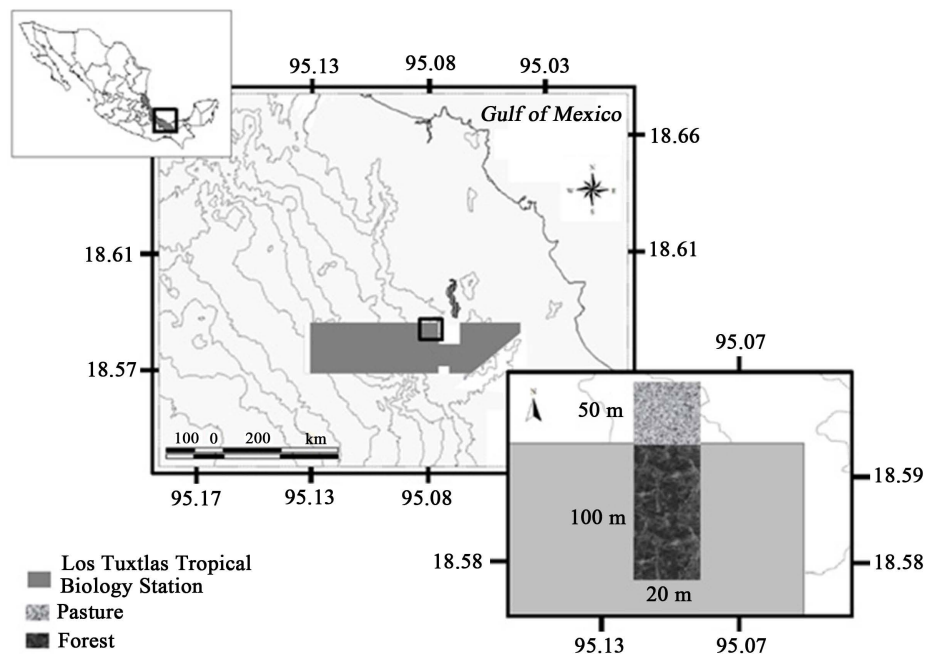 95.13 95.08 95.03
Gulf of Mexico
18.66
N
W E
S
18.61 18.61
18.57
95.07
N
50 m
100 0 200 km
95.17 95.13 95.08
18.59
100 m
18.58 18.58
20 m
95.13 95.07
Los Tuxtlas Tropical
Biology Station
Pasture
Forest